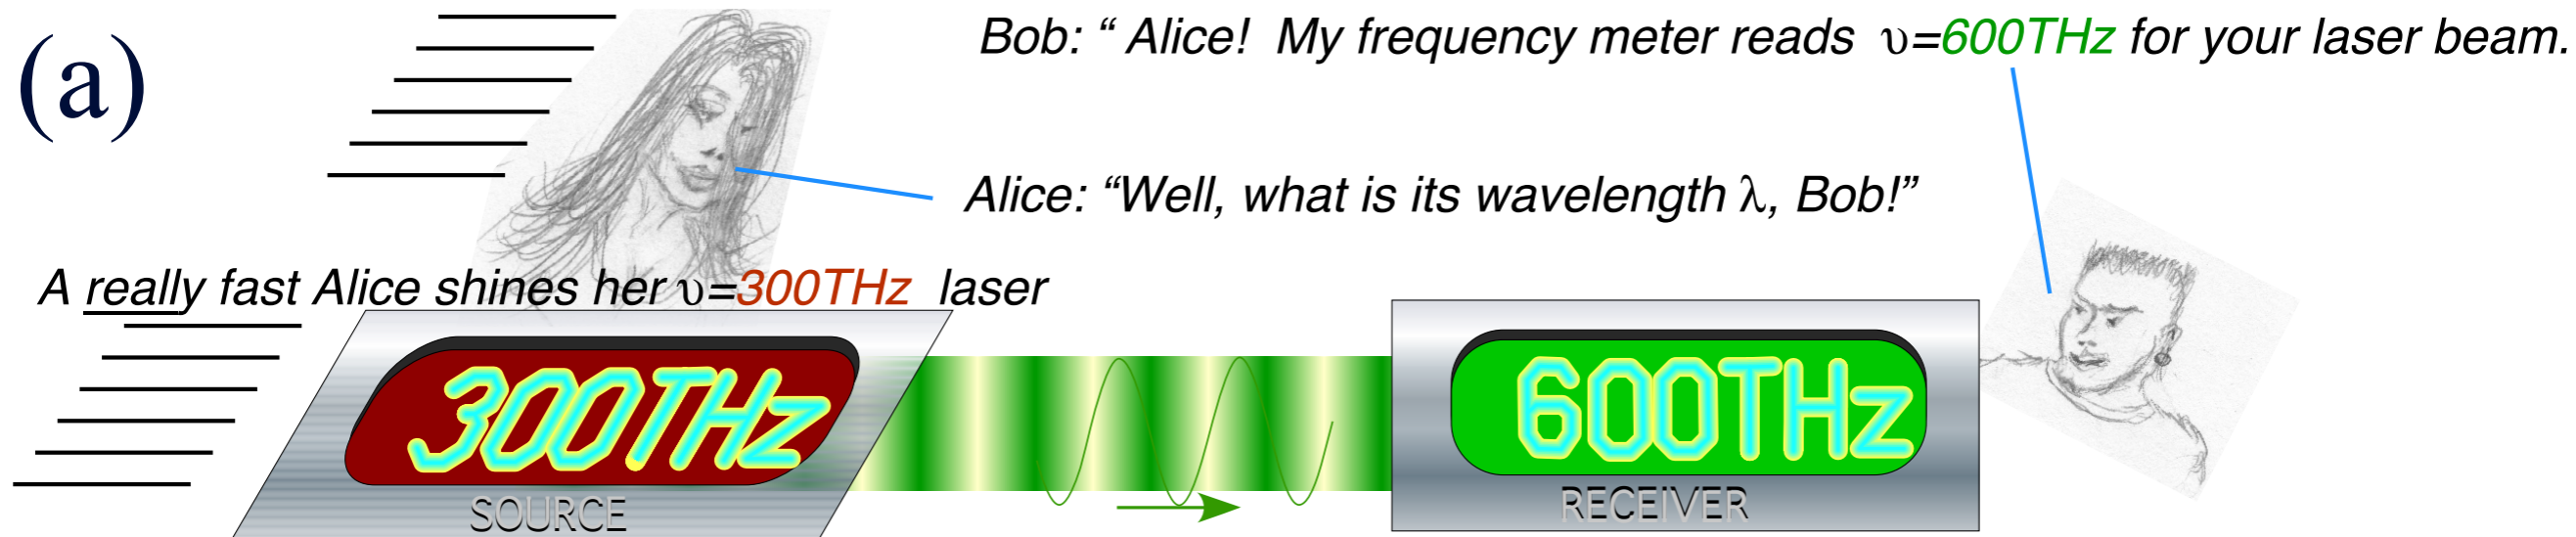 (a)
Bob: “ Alice! My frequency meter reads υ=600THz for your laser beam.
Alice: “Well, what is its wavelength λ, Bob!”
A really fast Alice shines her υ=300THz laser
300THz
SOURCE
600THz
RECEIVER